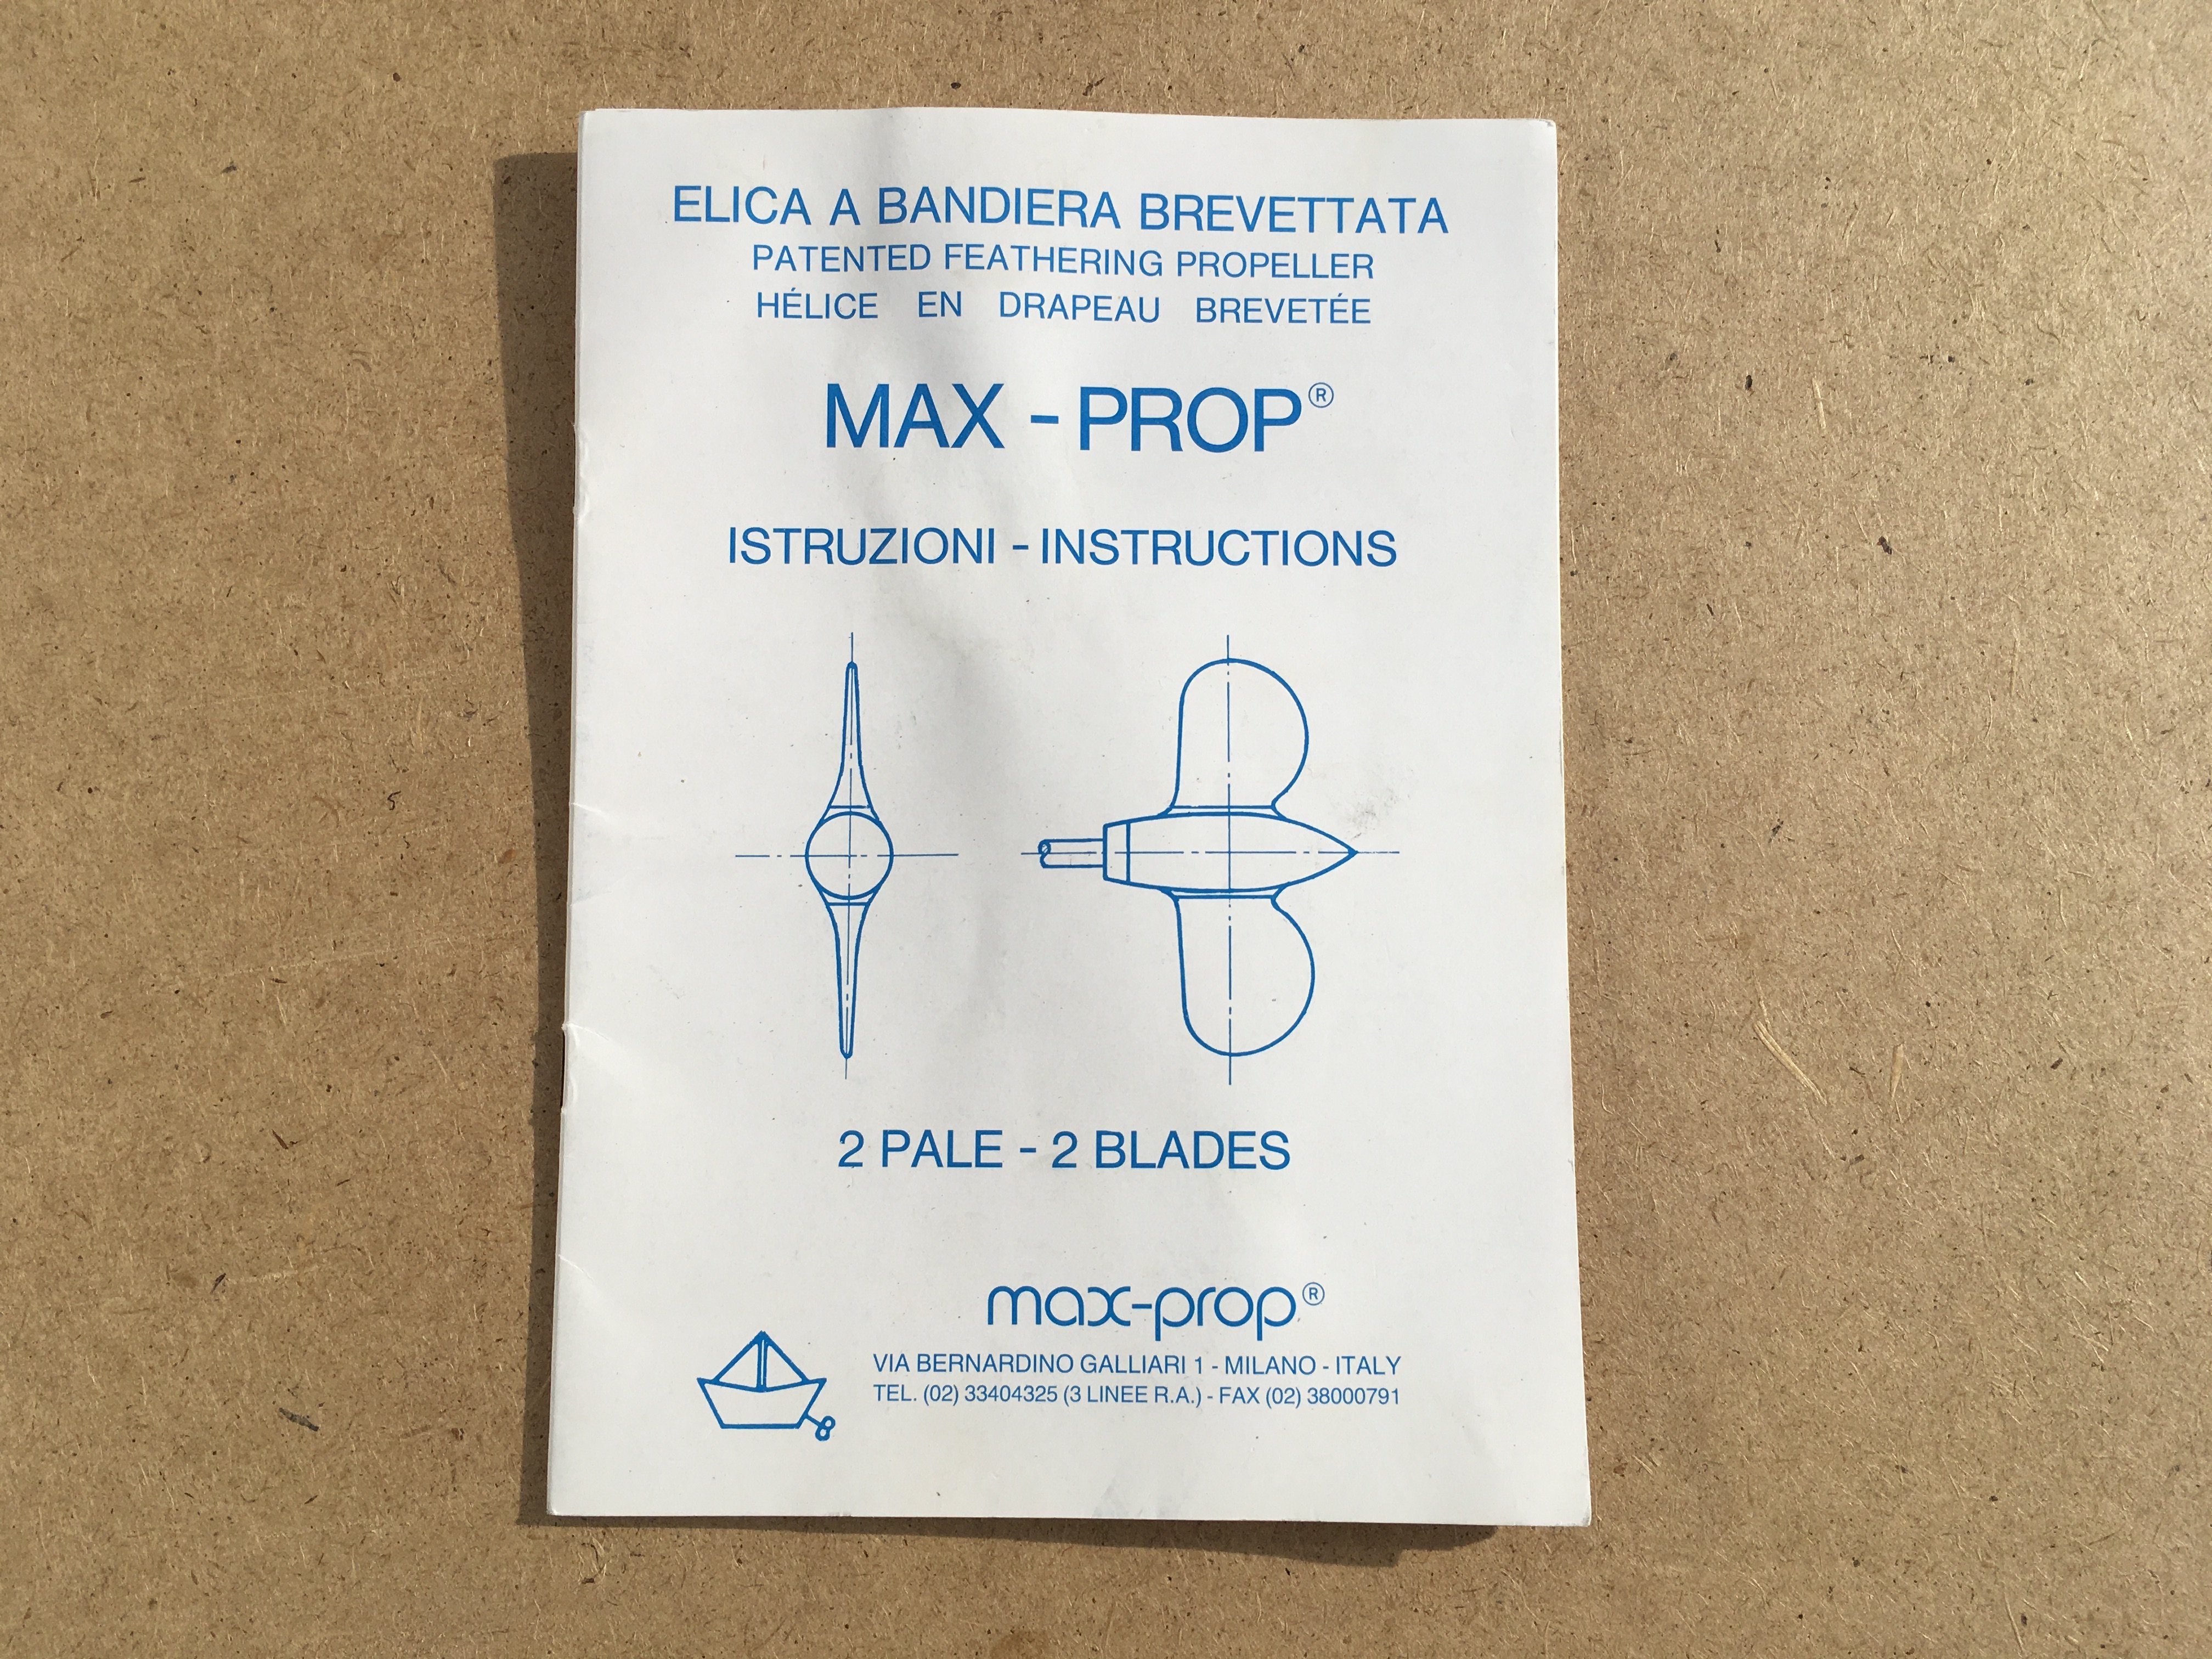 ELICA A BANDIERA BREVETTATA
PATENTED FEATHERING PROPELLER
HÉLICE EN DRAPEAU BREVETÉE
MAX - PROP®
ISTRUZIONI - INSTRUCTIONS
2 PALE - 2 BLADES
max-prop®
VIA BERNARDINO GALLIARI 1 - MILANO - ITALY
TEL. (02) 33404325 (3 LINEE R.A.) - FAX (02) 38000791